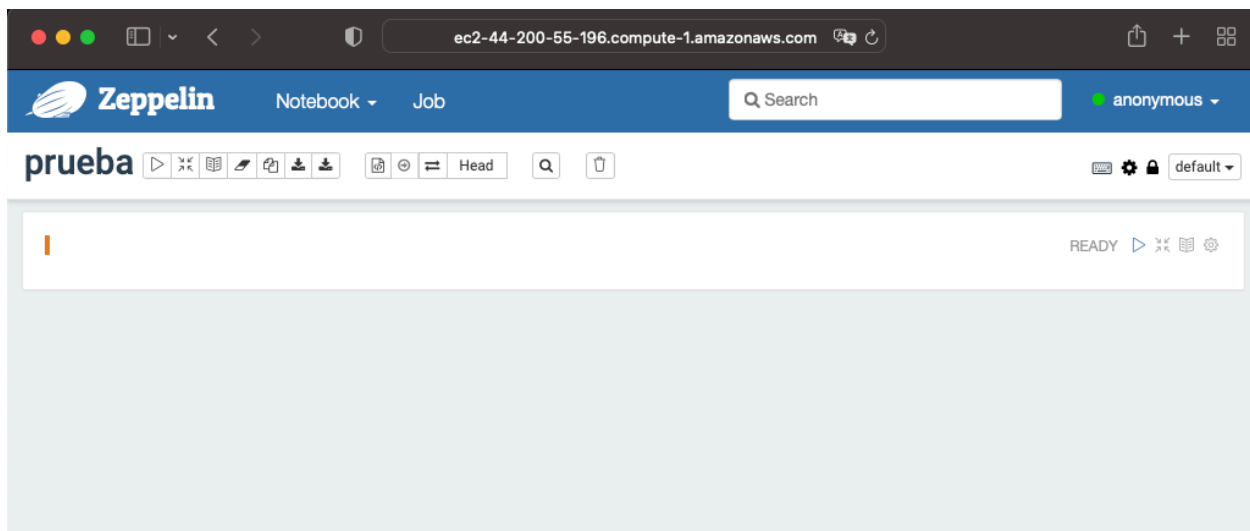 ec2-44-200-55-196.compute-1.amazonaws.com
Zeppelin Notebook Job Search anonymous
prueba Head default
READY